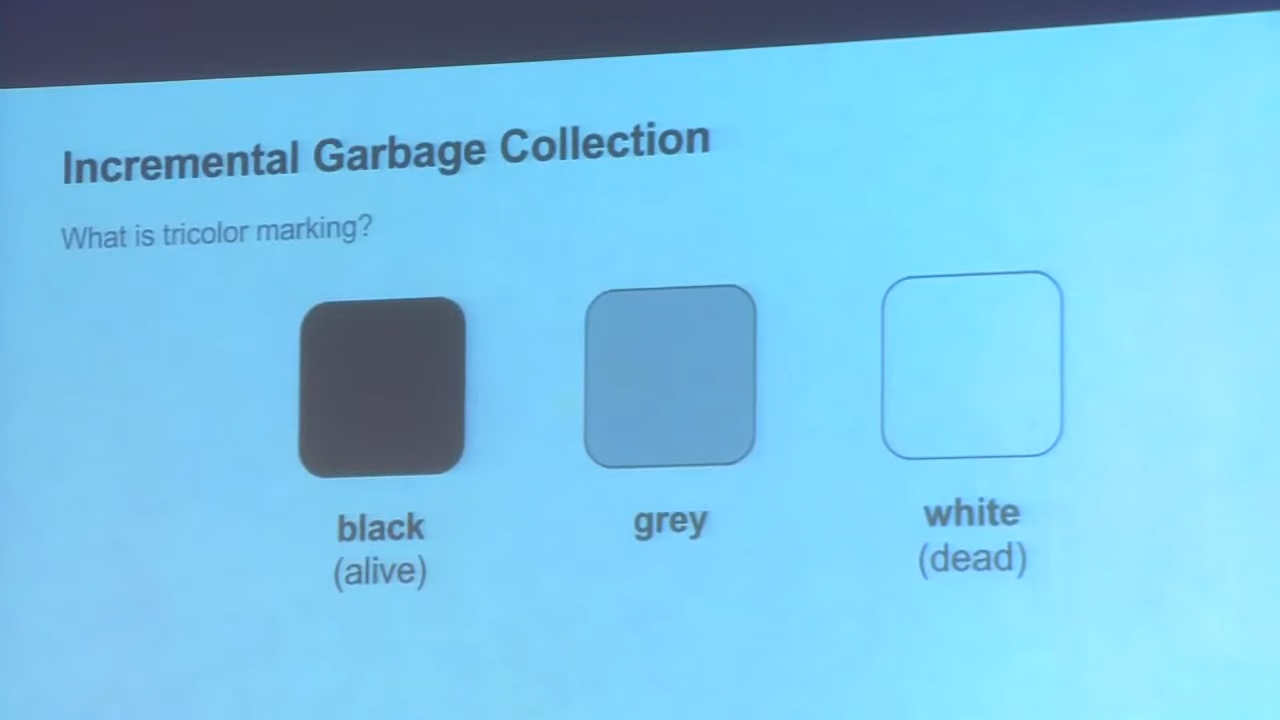 Incremental Garbage Collection
What is tricolor marking?
black
(alive)
grey
white
(dead)